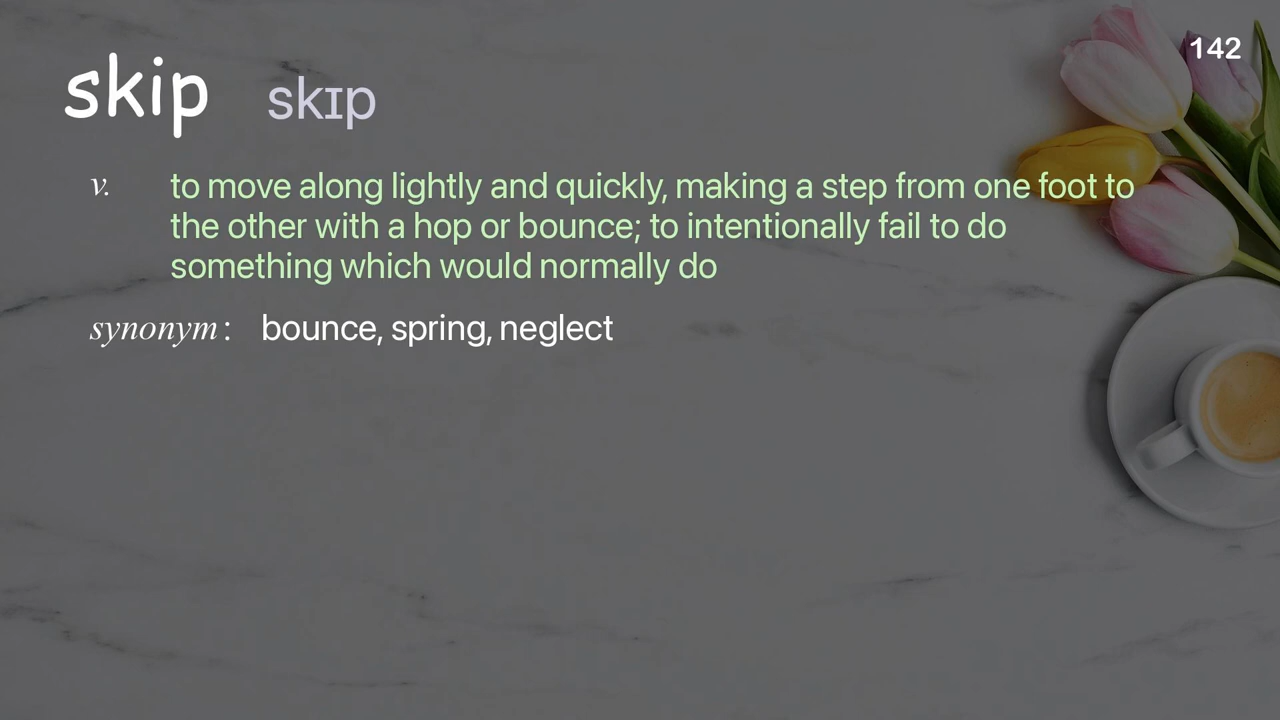 142
skip skɪp
v. to move along lightly and quickly, making a step from one foot to
the other with a hop or bounce; to intentionally fail to do
something which would normally do
synonym: bounce, spring, neglect